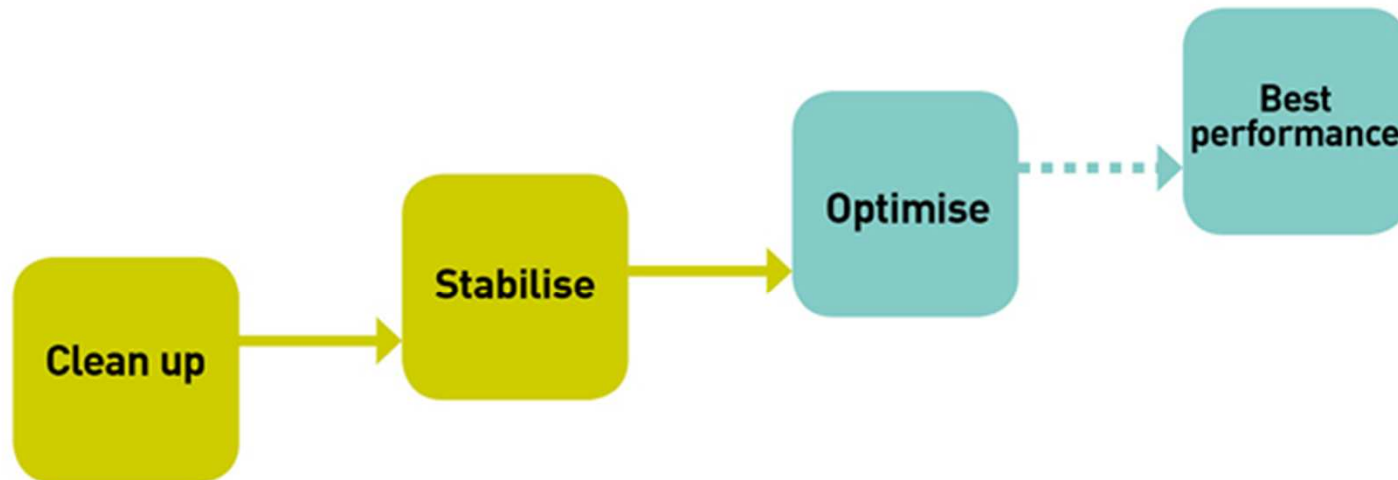 Clean up
Stabilise
Optimise
Best
performance